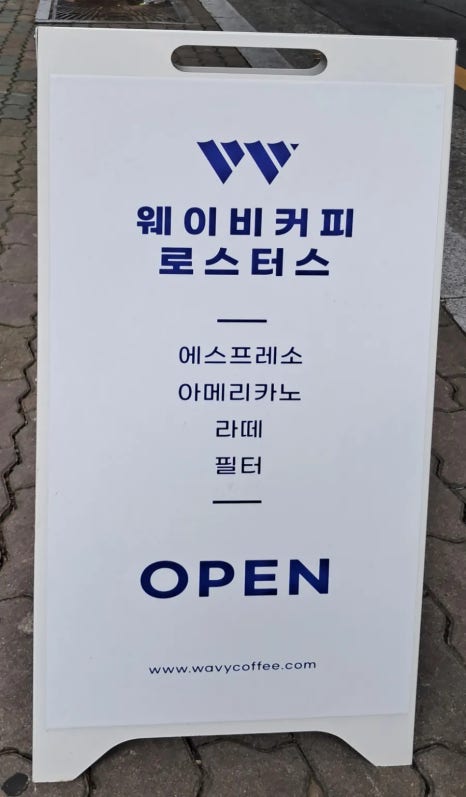 웨이비커피
로스터스
에스프레소
아메리카노
라떼
필터
OPEN
www.wavycoffee.com